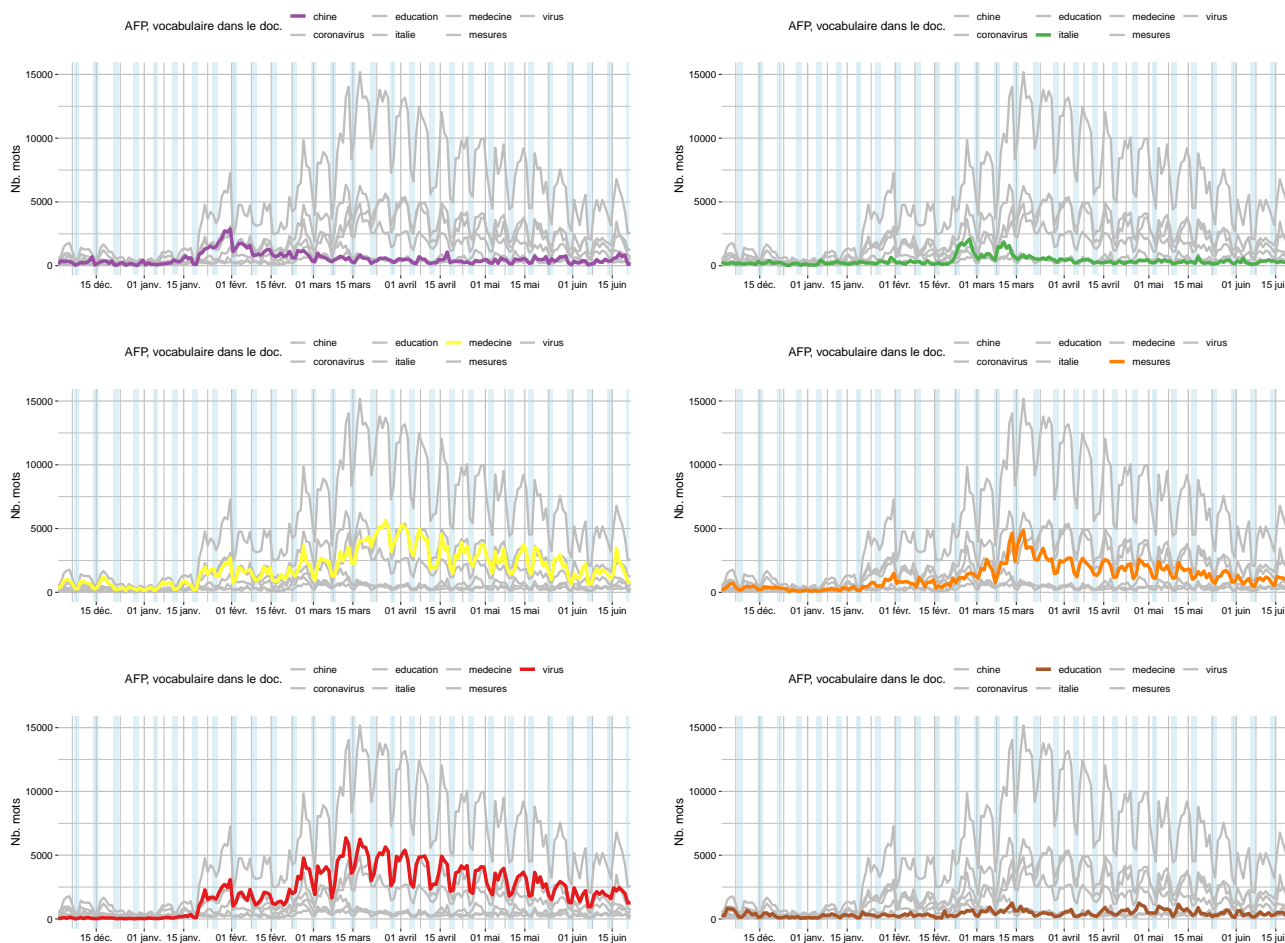 AFP, vocabulaire dans le doc.
chine education medecine virus
coronavirus italie mesures
Nb. mots
15000
10000
5000
0
15 déc. 01 janv. 15 janv. 01 févr. 15 févr. 01 mars 15 mars 01 avril 15 avril 01 mai 15 mai 01 juin 15 juin
AFP, vocabulaire dans le doc.
chine education medecine virus
coronavirus italie mesures
Nb. mots
15000
10000
5000
0
15 déc. 01 janv. 15 janv. 01 févr. 15 févr. 01 mars 15 mars 01 avril 15 avril 01 mai 15 mai 01 juin 15 jui
AFP, vocabulaire dans le doc.
chine education medecine virus
coronavirus italie mesures
Nb. mots
15000
10000
5000
0
15 déc. 01 janv. 15 janv. 01 févr. 15 févr. 01 mars 15 mars 01 avril 15 avril 01 mai 15 mai 01 juin 15 juin
AFP, vocabulaire dans le doc.
chine education medecine virus
coronavirus italie mesures
Nb. mots
15000
10000
5000
0
15 déc. 01 janv. 15 janv. 01 févr. 15 févr. 01 mars 15 mars 01 avril 15 avril 01 mai 15 mai 01 juin 15 jui
AFP, vocabulaire dans le doc.
chine education medecine virus
coronavirus italie mesures
Nb. mots
15000
10000
5000
0
15 déc. 01 janv. 15 janv. 01 févr. 15 févr. 01 mars 15 mars 01 avril 15 avril 01 mai 15 mai 01 juin 15 juin
AFP, vocabulaire dans le doc.
chine education medecine virus
coronavirus italie mesures
Nb. mots
15000
10000
5000
0
15 déc. 01 janv. 15 janv. 01 févr. 15 févr. 01 mars 15 mars 01 avril 15 avril 01 mai 15 mai 01 juin 15 jui